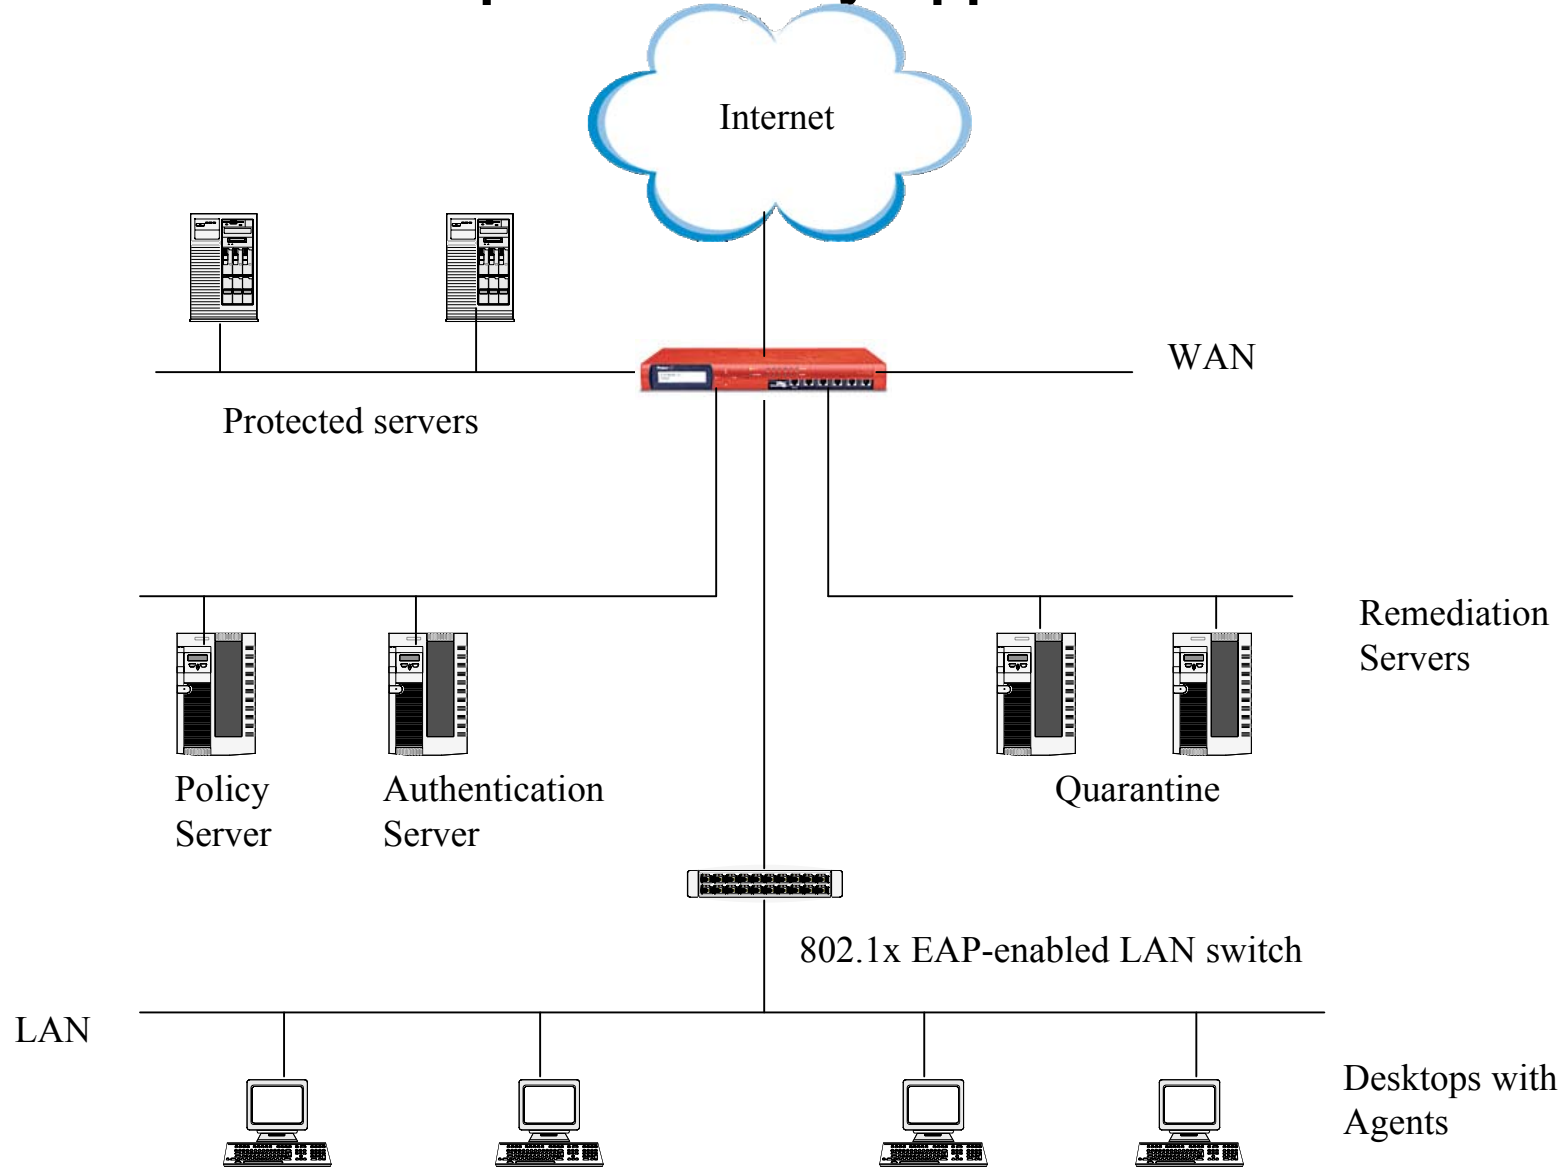 Internet
WAN
Protected servers
Remediation
Servers
Policy
Server
Authentication
Server
Quarantine
802.1x EAP-enabled LAN switch
LAN
Desktops with
Agents